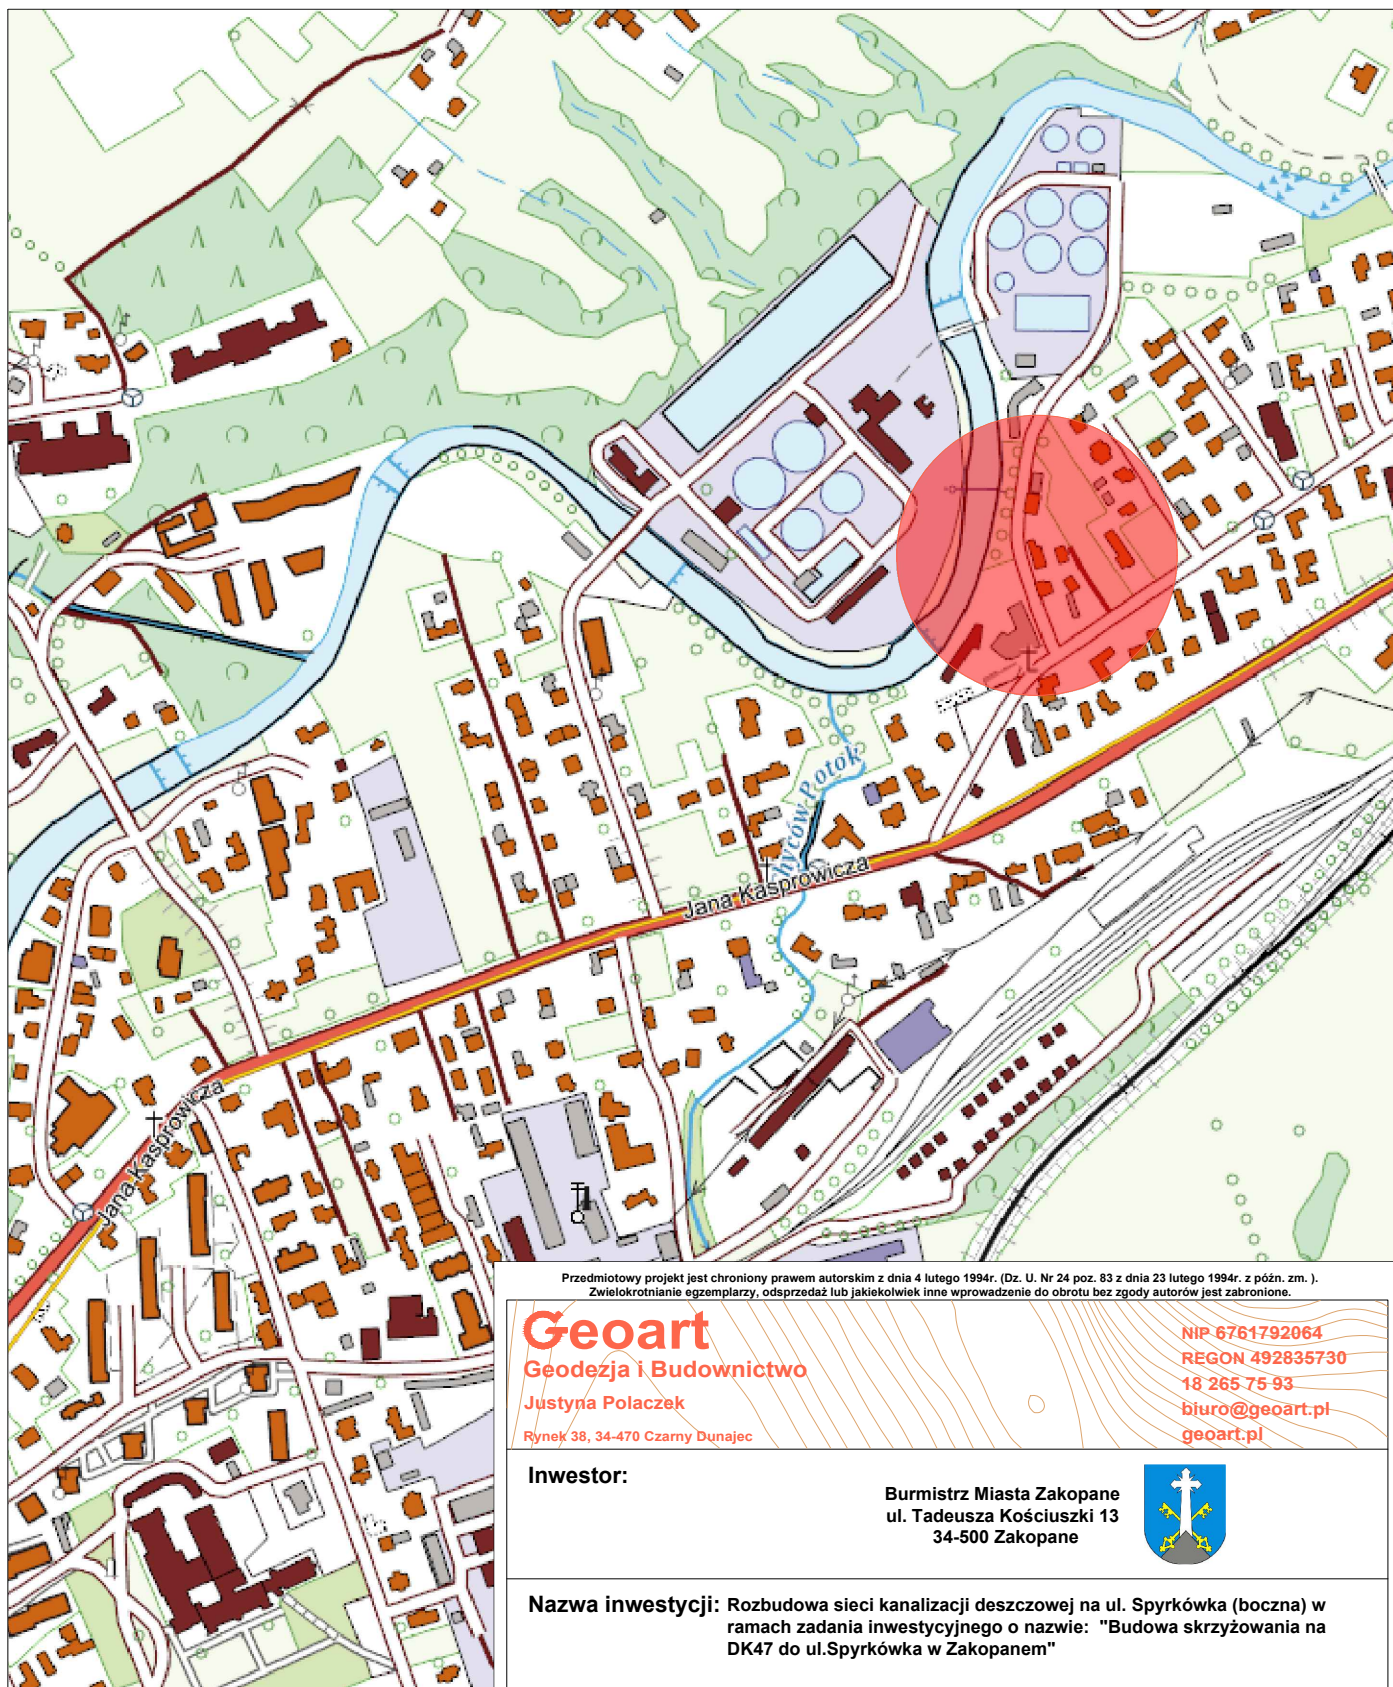 hyców Potok
Jana Kasprowicza
Jana Kasprowicza
Przedmiotowy projekt jest chroniony prawem autorskim z dnia 4 lutego 1994r. (Dz. U. Nr 24 poz. 83 z dnia 23 lutego 1994r. z późn. zm. ).
Zwielokrotnianie egzemplarzy, odsprzedaż lub jakiekolwiek inne wprowadzenie do obrotu bez zgody autorów jest zabronione.
Geoart
Geodezja i Budownictwo
Justyna Polaczek
Rynek 38, 34-470 Czarny Dunajec
NIP 6761792064
REGON 492835730
18 265 75 93
biuro@geoart.pl
geoart.pl
Inwestor:
Burmistrz Miasta Zakopane
ul. Tadeusza Kościuszki 13
34-500 Zakopane
Nazwa inwestycji: Rozbudowa sieci kanalizacji deszczowej na ul. Spyrkówka (boczna) w
ramach zadania inwestycyjnego o nazwie: "Budowa skrzyżowania na
DK47 do ul.Spyrkówka w Zakopanem"